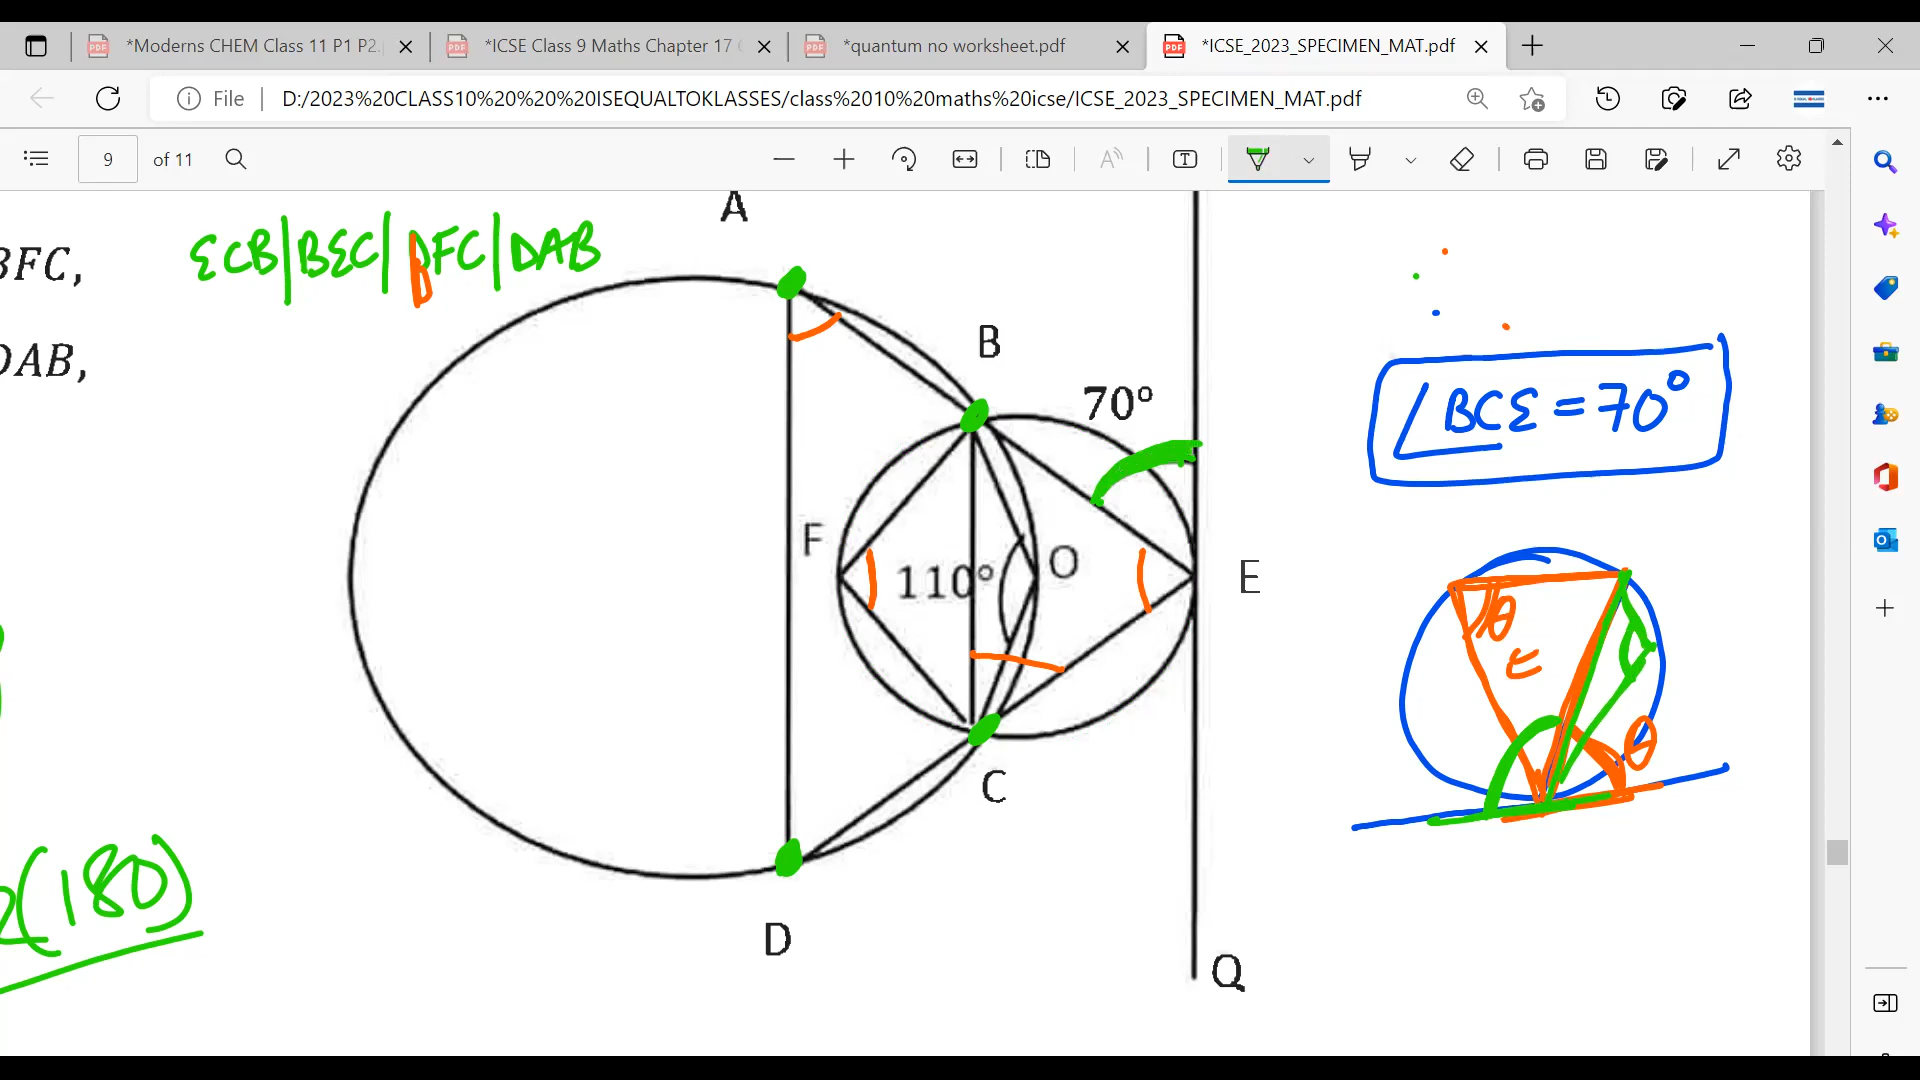 *Moderns CHEM Class 11 P1 P2.p
*ICSE Class 9 Maths Chapter 17 C
*quantum no worksheet.pdf
*ICSE_2023_SPECIMEN_MAT.pdf
File
D:/2023%20CLASS10%20%20%20ISEQUALTOKLASSES/class%2010%20maths%20icse/ICSE_2023_SPECIMEN_MAT.pdf
9 of 11
A
BFC,
ECB|BEC|BFC|DAB
B
DAB,
70°
∠BCE = 70°
F
110°
O
E
θ
θ
C
2(180)
D
Q